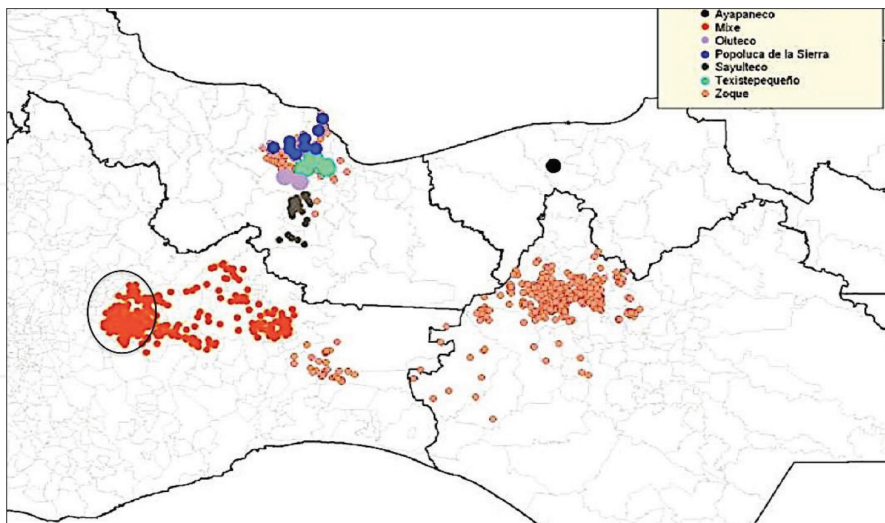 Ayapaneco
Mixe
Oluteco
Popoluca de la Sierra
Sayulteco
Texistepequeño
Zoque